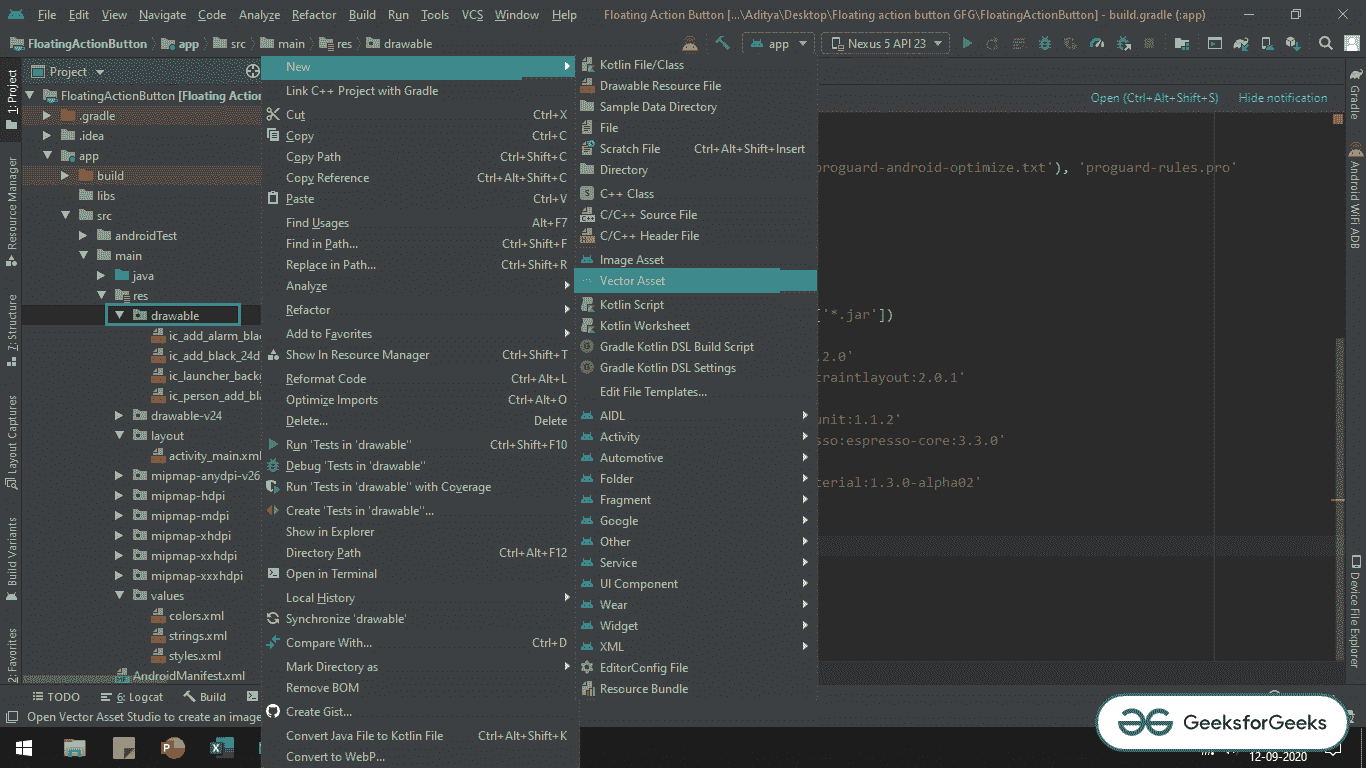 File Edit View Navigate Code Analyze Refactor Build Run Tools VCS Window Help Floating Action Button [...\Aditya\Desktop\Floating action button GFG\FloatingActionButton] - build.gradle (:app)
FloatingActionButton app src main res drawable app Nexus 5 API 23
1: Project
Resource Manager
7: Structure
Layout Captures
Build Variants
2: Favorites
Project
FloatingActionButton [Floating Actio
.gradle
.idea
app
build
libs
src
androidTest
main
java
res
drawable
ic_add_alarm_bla
ic_add_black_24d
ic_launcher_back
ic_person_add_bla
drawable-v24
layout
activity_main.xml
mipmap-anydpi-v26
mipmap-hdpi
mipmap-mdpi
mipmap-xhdpi
mipmap-xxhdpi
mipmap-xxxhdpi
values
colors.xml
strings.xml
styles.xml
AndroidManifest.xml
New
Link C++ Project with Gradle
Cut Ctrl+X
Copy Ctrl+C
Copy Path Ctrl+Shift+C
Copy Reference Ctrl+Alt+Shift+C
Paste Ctrl+V
Find Usages Alt+F7
Find in Path... Ctrl+Shift+F
Replace in Path... Ctrl+Shift+R
Analyze
Refactor
Add to Favorites
Show In Resource Manager Ctrl+Shift+T
Reformat Code Ctrl+Alt+L
Optimize Imports Ctrl+Alt+O
Delete... Delete
Run 'Tests in 'drawable'' Ctrl+Shift+F10
Debug 'Tests in 'drawable''
Run 'Tests in 'drawable'' with Coverage
Create 'Tests in 'drawable''...
Show in Explorer
Directory Path Ctrl+Alt+F12
Open in Terminal
Local History
Synchronize 'drawable'
Compare With... Ctrl+D
Mark Directory as
Remove BOM
Create Gist...
Convert Java File to Kotlin File Ctrl+Alt+Shift+K
Convert to WebP...
Kotlin File/Class
Drawable Resource File
Sample Data Directory
File
Scratch File Ctrl+Alt+Shift+Insert
Directory
C++ Class
C/C++ Source File
C/C++ Header File
Image Asset
Vector Asset
Kotlin Script
Kotlin Worksheet
Gradle Kotlin DSL Build Script
Gradle Kotlin DSL Settings
Edit File Templates...
AIDL
Activity
Automotive
Folder
Fragment
Google
Other
Service
UI Component
Wear
Widget
XML
EditorConfig File
Resource Bundle
Open (Ctrl+Alt+Shift+S) Hide notification
proguard-android-optimize.txt'), 'proguard-rules.pro'
['*.jar'])
.2.0'
traintlayout:2.0.1'
unit:1.1.2'
sso:espresso-core:3.3.0'
terial:1.3.0-alpha02'
Gradle
Android WiFi ADB
Device File Explorer
TODO 6: Logcat Build
Open Vector Asset Studio to create an image
GeeksforGeeks
12-09-2020